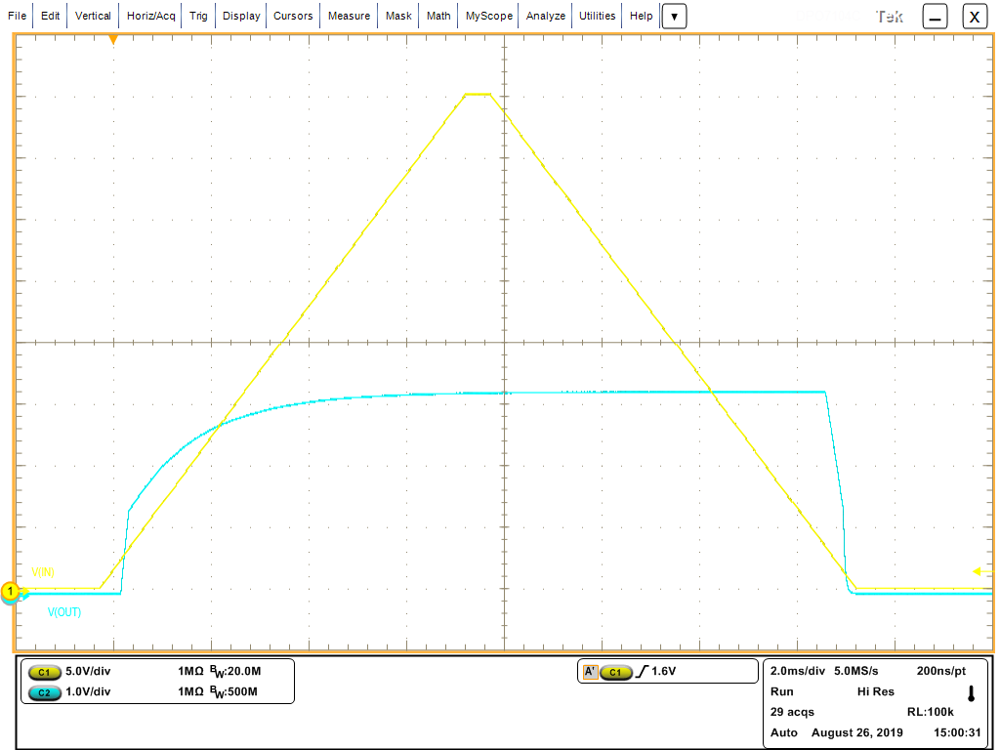 File Edit Vertical Horiz/Acq Trig Display Cursors Measure Mask Math MyScope Analyze Utilities Help ▼ Tek X
V(IN)
1
V(OUT)
C1 5.0V/div 1MΩ BW:20.0M
C2 1.0V/div 1MΩ BW:500M
A' C1 1.6V
2.0ms/div 5.0MS/s 200ns/pt
Run Hi Res
29 acqs RL:100k
Auto August 26, 2019 15:00:31